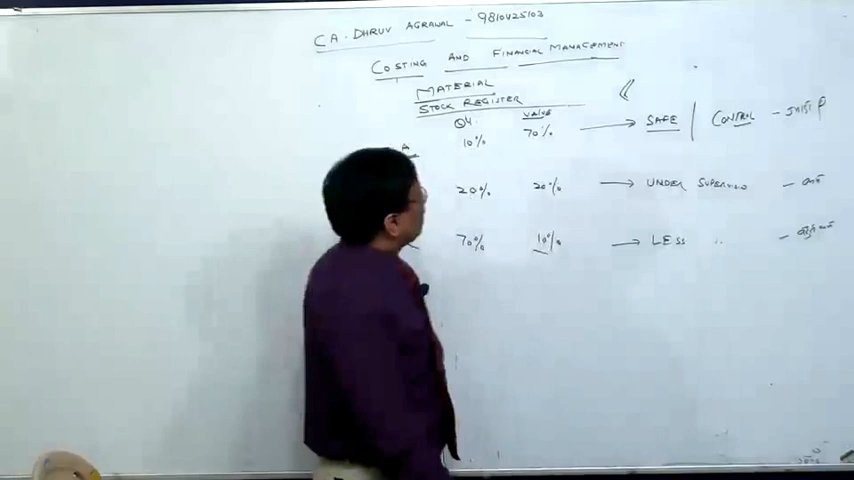 CA. DHRUV AGRAWAL - 9810425103
COSTING AND FINANCIAL MANAGEMENT
MATERIAL
STOCK REGISTER
QTY. VALUE
A 10% 70% → SAFE | CONTROL -
20% 20% → UNDER SUPERVISION -
70% 10% → LESS ,, -